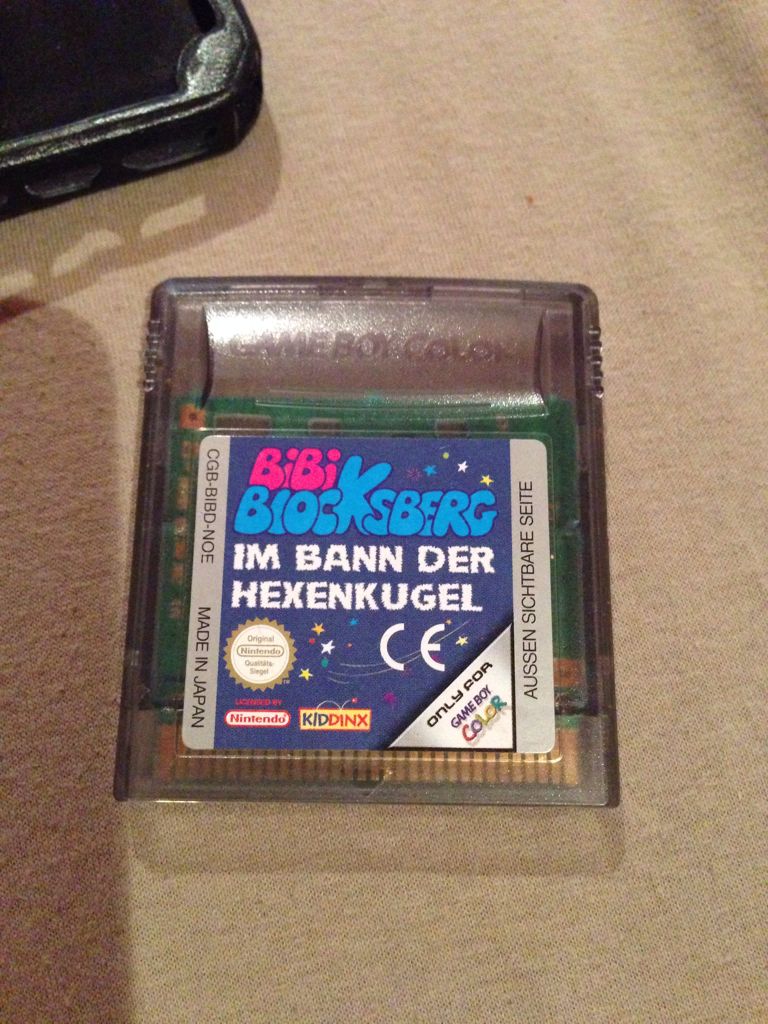 GAME BOY COLOR
BiBi
BlocKsBERG
IM BANN DER
HEXENKUGEL
CGB-BIBD-NOE
MADE IN JAPAN
AUSSEN SICHTBARE SEITE
Original
Nintendo
Qualitäts-
Siegel
TM
CE
LICENSED BY
Nintendo
KIDDINX
ONLY FOR
GAME BOY
COLOR